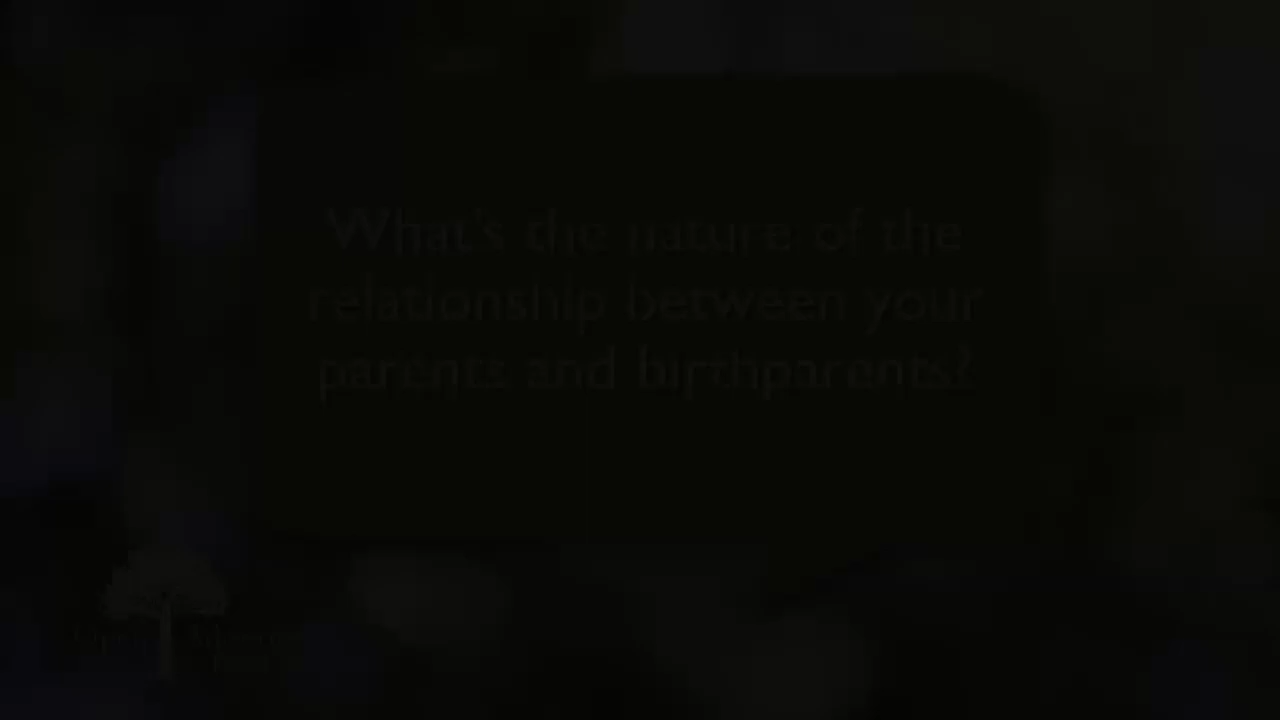 What's the nature of the
relationship between your
parents and birthparents?